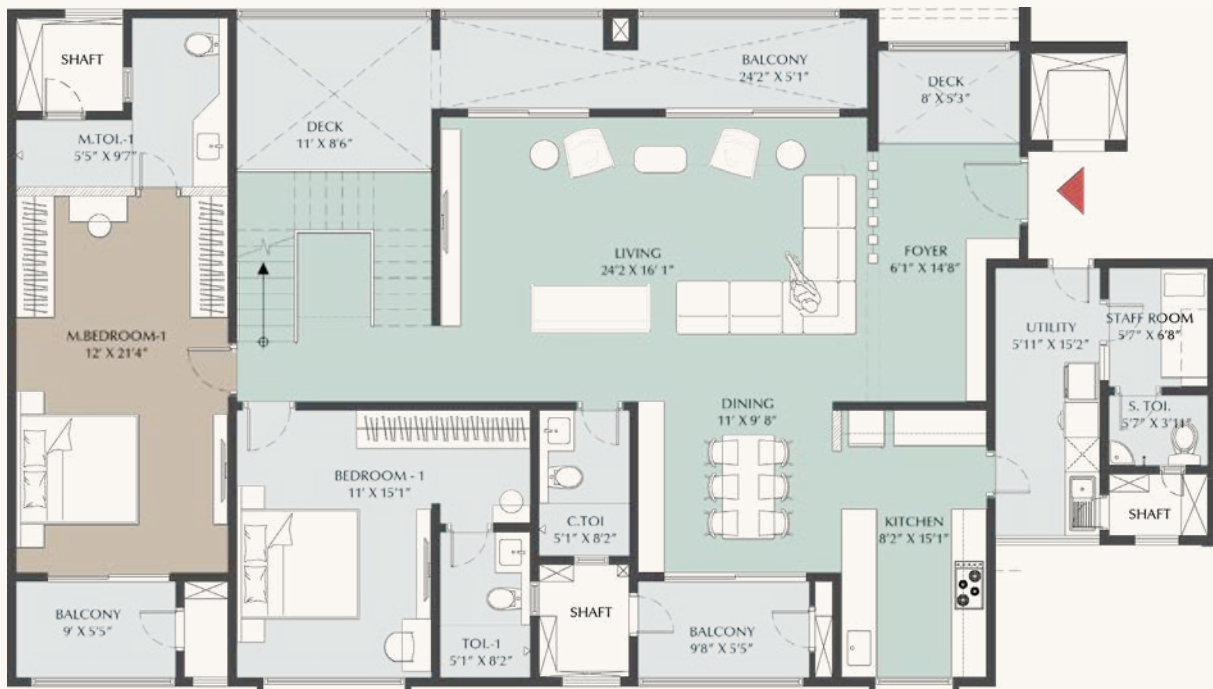 SHAFT
BALCONY
24'2" X 5'1"
DECK
8' X 5'3"
DECK
11' X 8'6"
M.TOI.-1
5'5" X 9'7"
LIVING
24'2 X 16' 1"
FOYER
6'1" X 14'8"
M.BEDROOM-1
12' X 21'4"
UTILITY
5'11" X 15'2"
STAFF ROOM
5'7" X 6'8"
DINING
11' X 9' 8"
S. TOI.
5'7" X 3'11"
BEDROOM - 1
11' X 15'1"
C.TOI
5'1" X 8'2"
KITCHEN
8'2" X 15'1"
SHAFT
BALCONY
9' X 5'5"
SHAFT
BALCONY
9'8" X 5'5"
TOI.-1
5'1" X 8'2"